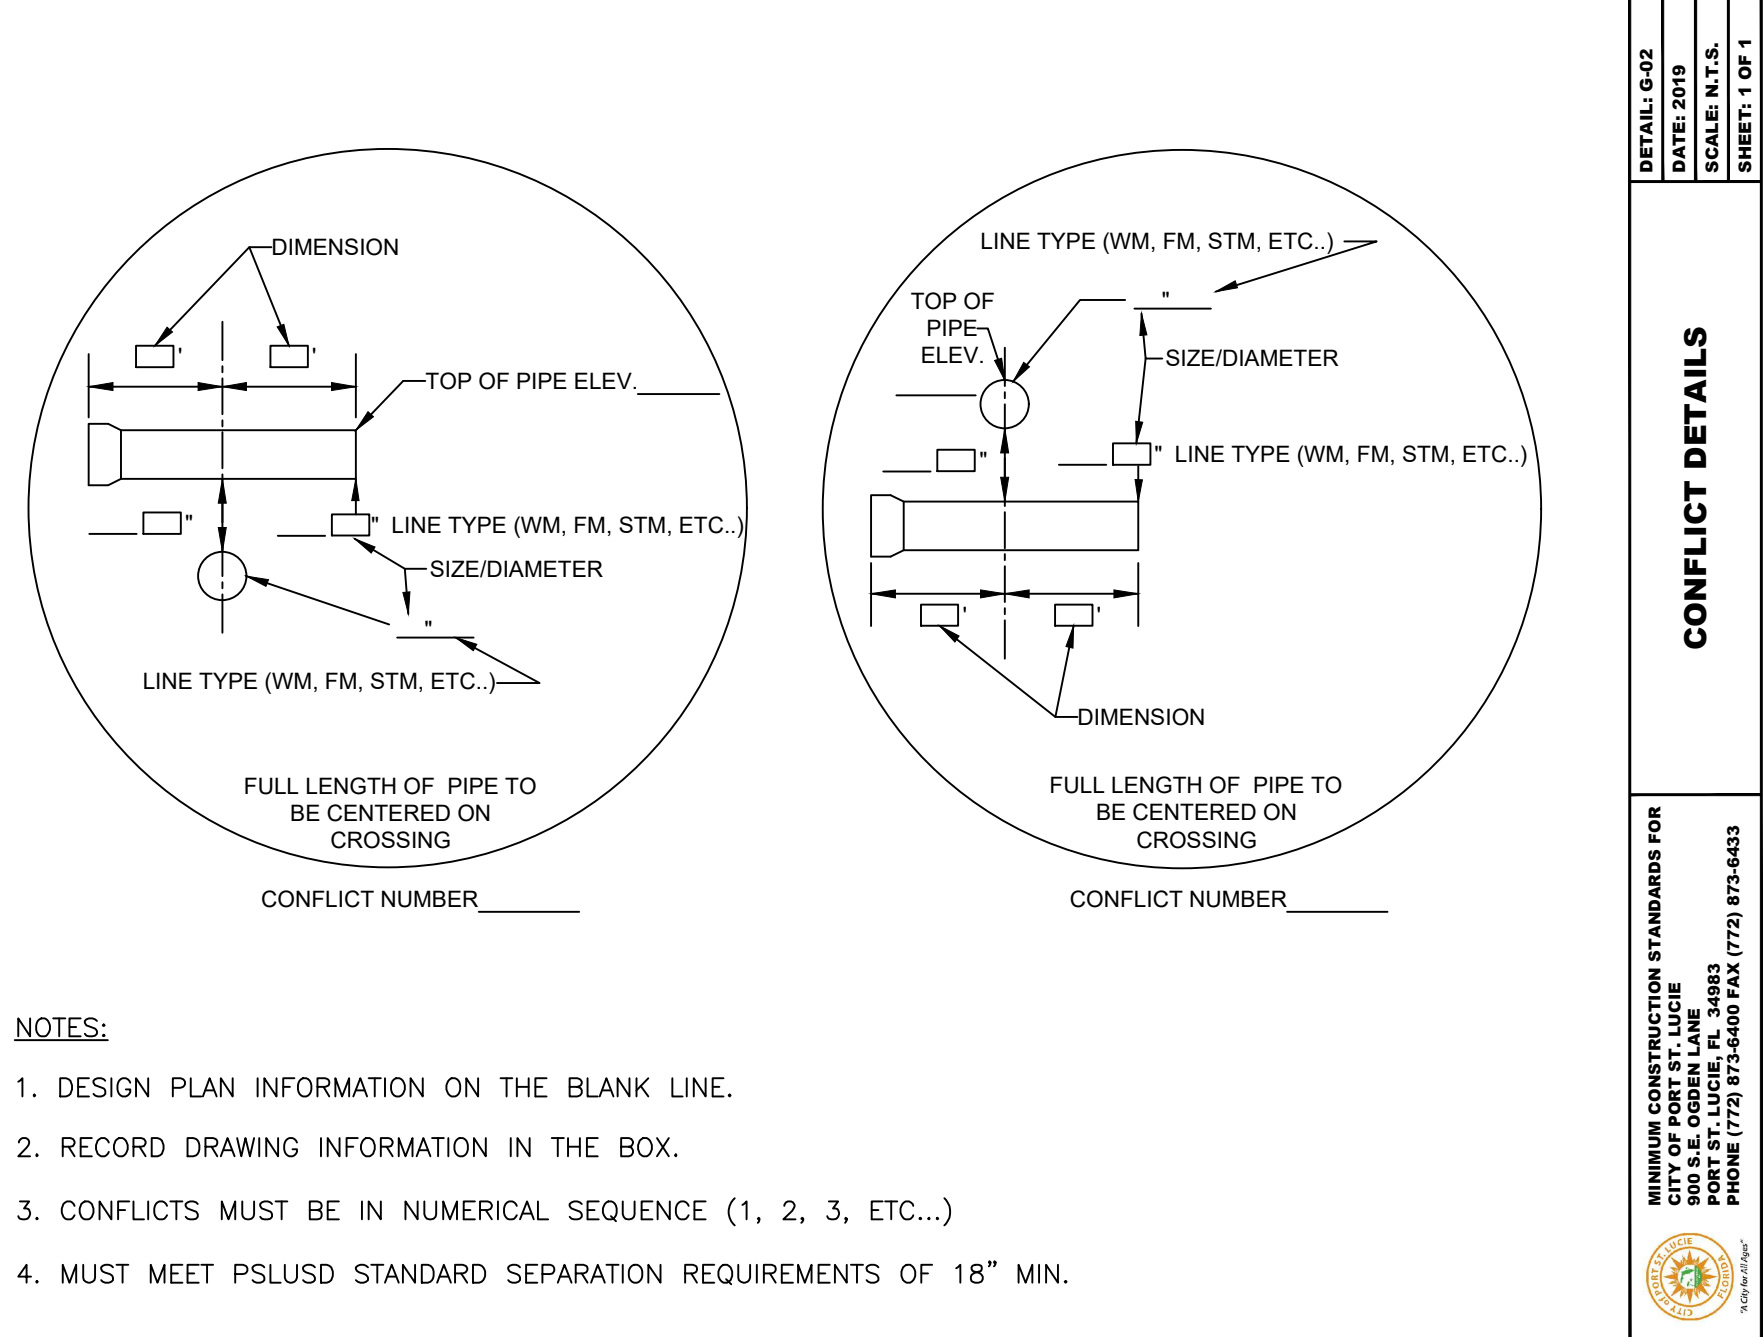 DIMENSION
'
'
TOP OF PIPE ELEV.
"
" LINE TYPE (WM, FM, STM, ETC..)
SIZE/DIAMETER
"
LINE TYPE (WM, FM, STM, ETC..)
FULL LENGTH OF PIPE TO
BE CENTERED ON
CROSSING
CONFLICT NUMBER
LINE TYPE (WM, FM, STM, ETC..)
TOP OF
PIPE
ELEV.
"
SIZE/DIAMETER
"
" LINE TYPE (WM, FM, STM, ETC..)
'
'
DIMENSION
FULL LENGTH OF PIPE TO
BE CENTERED ON
CROSSING
CONFLICT NUMBER
NOTES:
1. DESIGN PLAN INFORMATION ON THE BLANK LINE.
2. RECORD DRAWING INFORMATION IN THE BOX.
3. CONFLICTS MUST BE IN NUMERICAL SEQUENCE (1, 2, 3, ETC...)
4. MUST MEET PSLUSD STANDARD SEPARATION REQUIREMENTS OF 18” MIN.
DETAIL: G-02
DATE: 2019
SCALE: N.T.S.
SHEET: 1 OF 1
CONFLICT DETAILS
MINIMUM CONSTRUCTION STANDARDS FOR
CITY OF PORT ST. LUCIE
900 S.E. OGDEN LANE
PORT ST. LUCIE, FL 34983
PHONE (772) 873-6400 FAX (772) 873-6433
CITY of PORT ST. LUCIE
FLORIDA
"A City for All Ages"